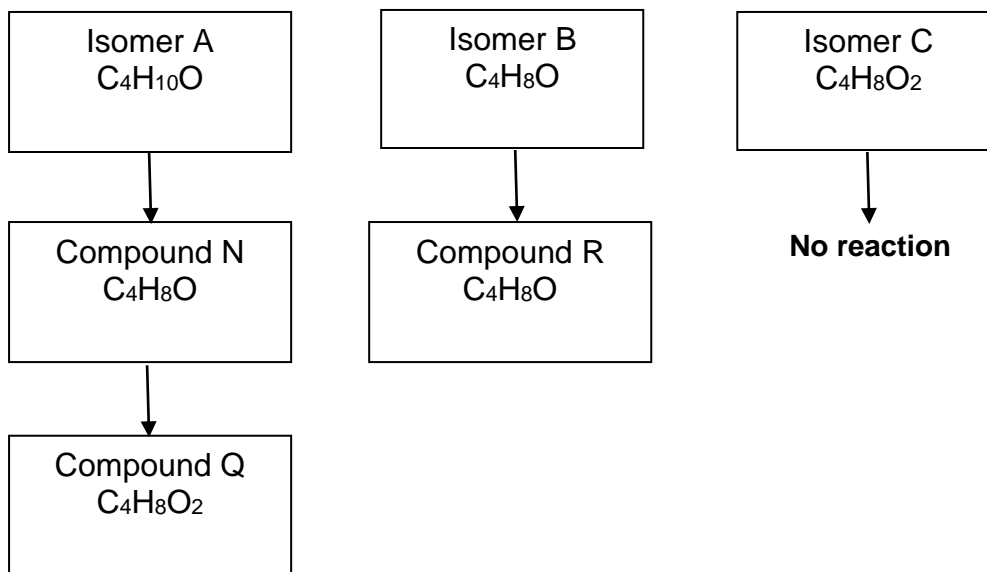 Isomer A
C₄H₁₀O
Isomer B
C₄H₈O
Isomer C
C₄H₈O₂
Compound N
C₄H₈O
Compound R
C₄H₈O
No reaction
Compound Q
C₄H₈O₂